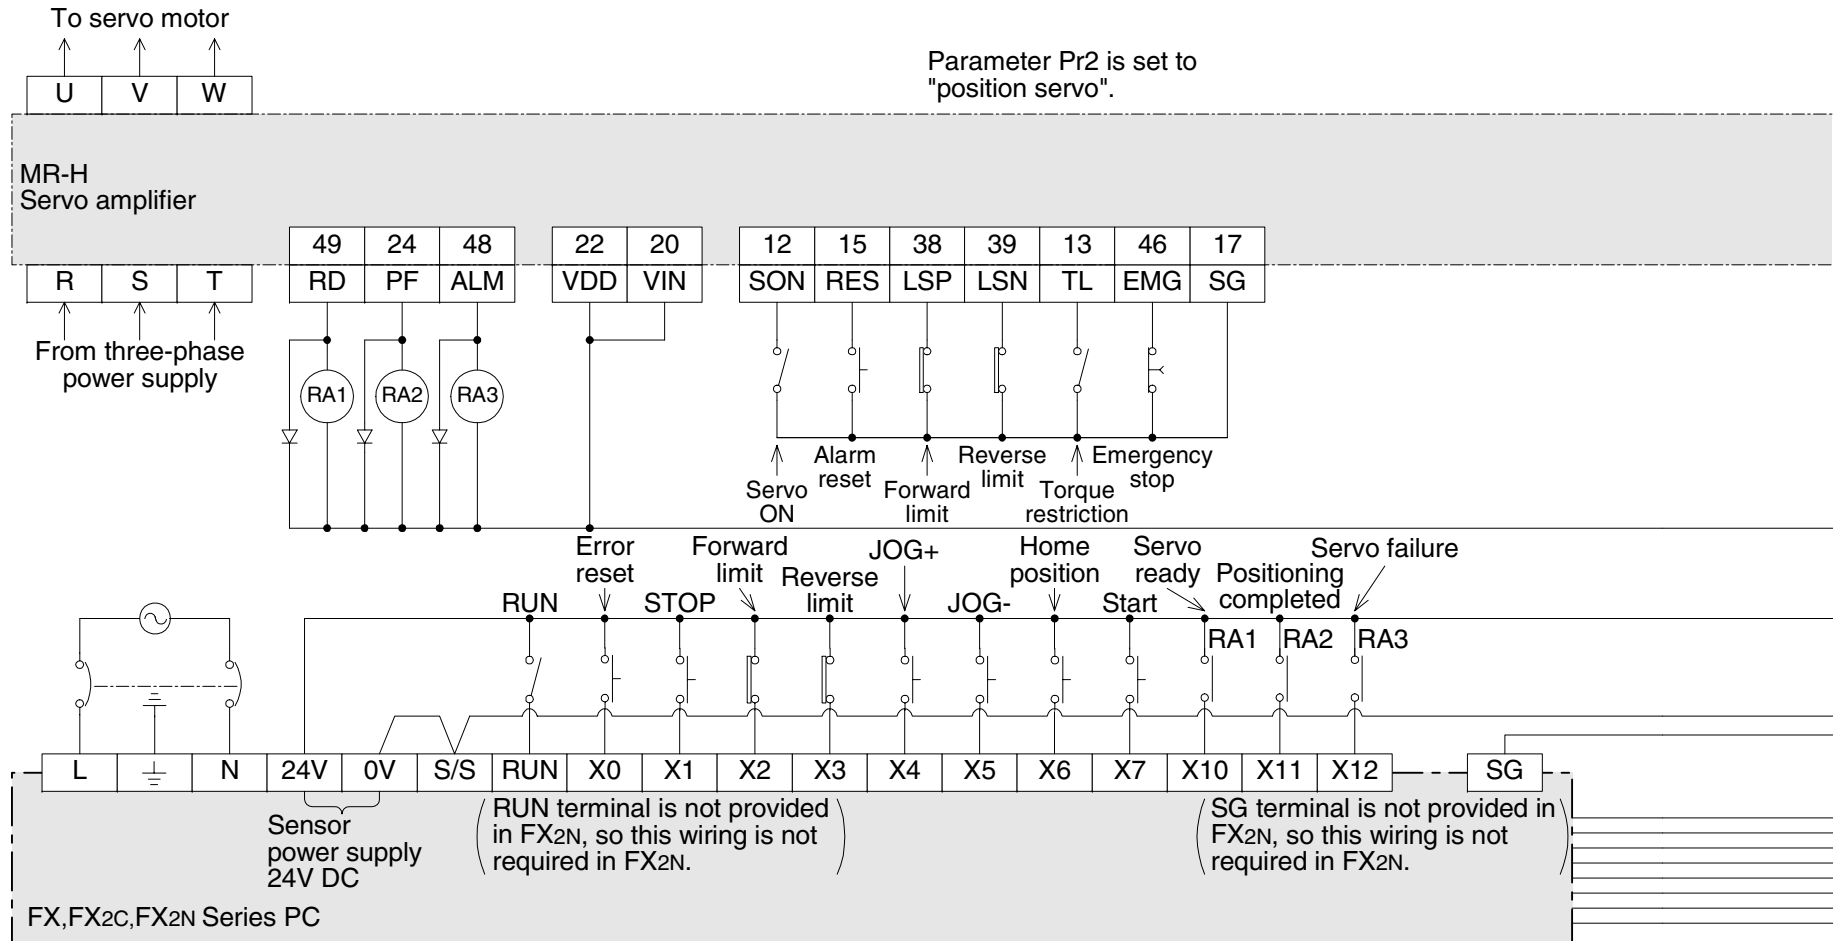 To servo motor
U V W
Parameter Pr2 is set to
"position servo".
MR-H
Servo amplifier
49 24 48 22 20 12 15 38 39 13 46 17
R S T RD PF ALM VDD VIN SON RES LSP LSN TL EMG SG
From three-phase
power supply
RA1 RA2 RA3
Servo
ON
Alarm
reset
Forward
limit
Reverse
limit
Torque
restriction
Emergency
stop
RUN
Error
reset
STOP
Forward
limit
Reverse
limit
JOG+
JOG-
Home
position
Start
Servo
ready
Positioning
completed
Servo failure
RA1 RA2 RA3
L N 24V 0V S/S RUN X0 X1 X2 X3 X4 X5 X6 X7 X10 X11 X12 SG
Sensor
power supply
24V DC
RUN terminal is not provided
in FX2N, so this wiring is not
required in FX2N.
SG terminal is not provided in
FX2N, so this wiring is not
required in FX2N.
FX,FX2C,FX2N Series PC